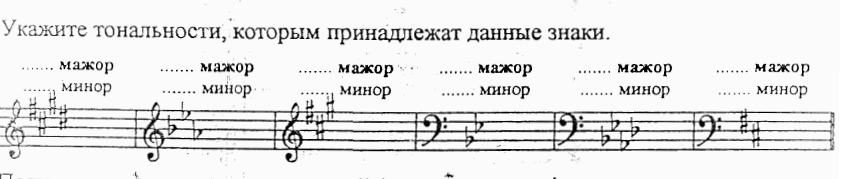 Укажите тональности, которым принадлежат данные знаки.
....... мажор ....... мажор ....... мажор ....... мажор ....... мажор ....... мажор
....... минор ....... минор ....... минор ....... минор ....... минор ....... минор